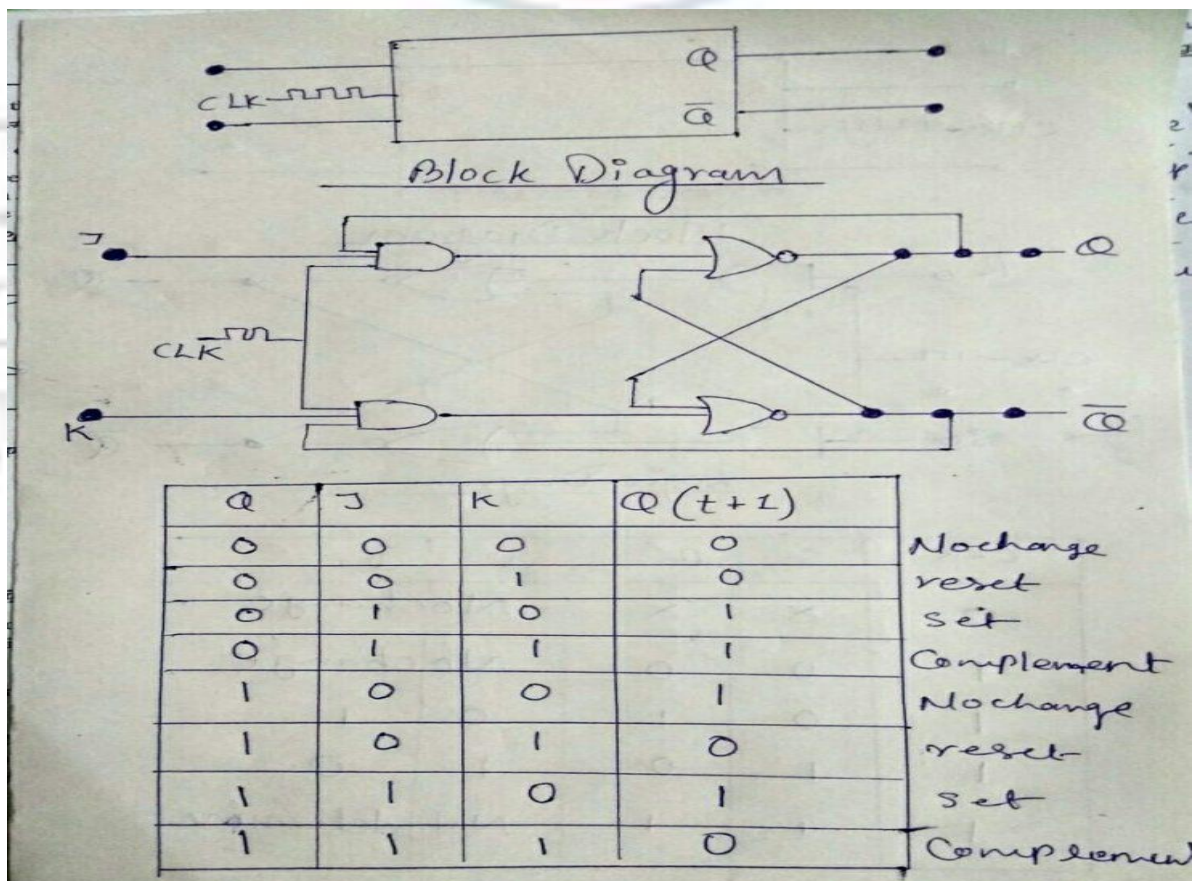 Q
CLK
Q̅
Block Diagram
J
Q
CLK
K
Q̅
Q J K Q(t+1)
0 0 0 0 Nochange
0 0 1 0 reset
0 1 0 1 set
0 1 1 1 Complement
1 0 0 1 Nochange
1 0 1 0 reset
1 1 0 1 set
1 1 1 0 Complemen